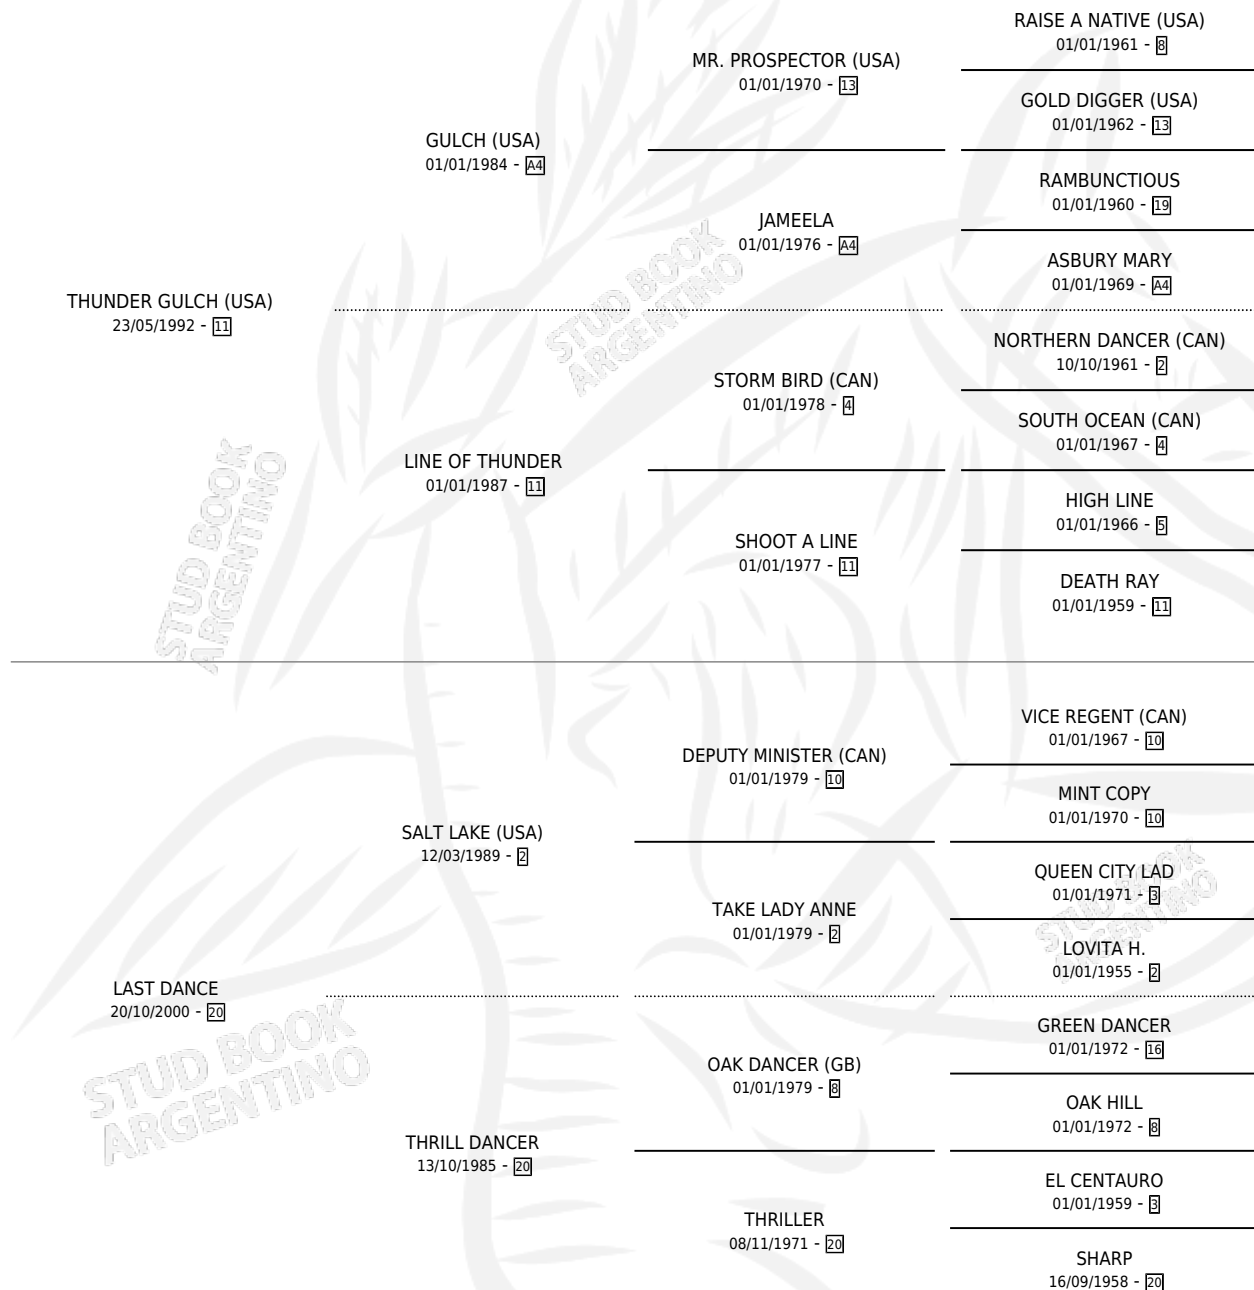 RAISE A NATIVE (USA)
01/01/1961 - 8
MR. PROSPECTOR (USA)
01/01/1970 - 13
GOLD DIGGER (USA)
01/01/1962 - 13
GULCH (USA)
01/01/1984 - A4
RAMBUNCTIOUS
01/01/1960 - 19
JAMEELA
01/01/1976 - A4
ASBURY MARY
01/01/1969 - A4
THUNDER GULCH (USA)
23/05/1992 - 11
STUD BOOK
ARGENTINO
NORTHERN DANCER (CAN)
10/10/1961 - 2
STORM BIRD (CAN)
01/01/1978 - 4
SOUTH OCEAN (CAN)
01/01/1967 - 4
LINE OF THUNDER
01/01/1987 - 11
HIGH LINE
01/01/1966 - 5
SHOOT A LINE
01/01/1977 - 11
DEATH RAY
01/01/1959 - 11
STUD BOOK
ARGENTINO
VICE REGENT (CAN)
01/01/1967 - 10
DEPUTY MINISTER (CAN)
01/01/1979 - 10
MINT COPY
01/01/1970 - 10
SALT LAKE (USA)
12/03/1989 - 2
QUEEN CITY LAD
01/01/1971 - 3
TAKE LADY ANNE
01/01/1979 - 2
LOVITA H.
01/01/1955 - 2
STUD BOOK
ARGENTINO
LAST DANCE
20/10/2000 - 20
GREEN DANCER
01/01/1972 - 16
OAK DANCER (GB)
01/01/1979 - 8
OAK HILL
01/01/1972 - 8
STUD BOOK
ARGENTINO
THRILL DANCER
13/10/1985 - 20
EL CENTAURO
01/01/1959 - 3
THRILLER
08/11/1971 - 20
SHARP
16/09/1958 - 20